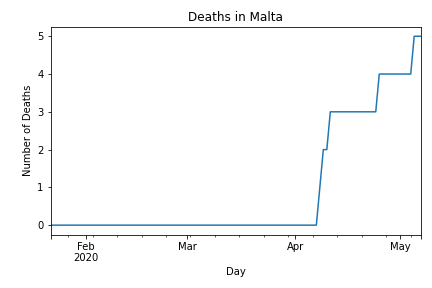 Deaths in Malta
Number of Deaths
5
4
3
2
1
0
Feb
2020
Mar
Apr
May
Day